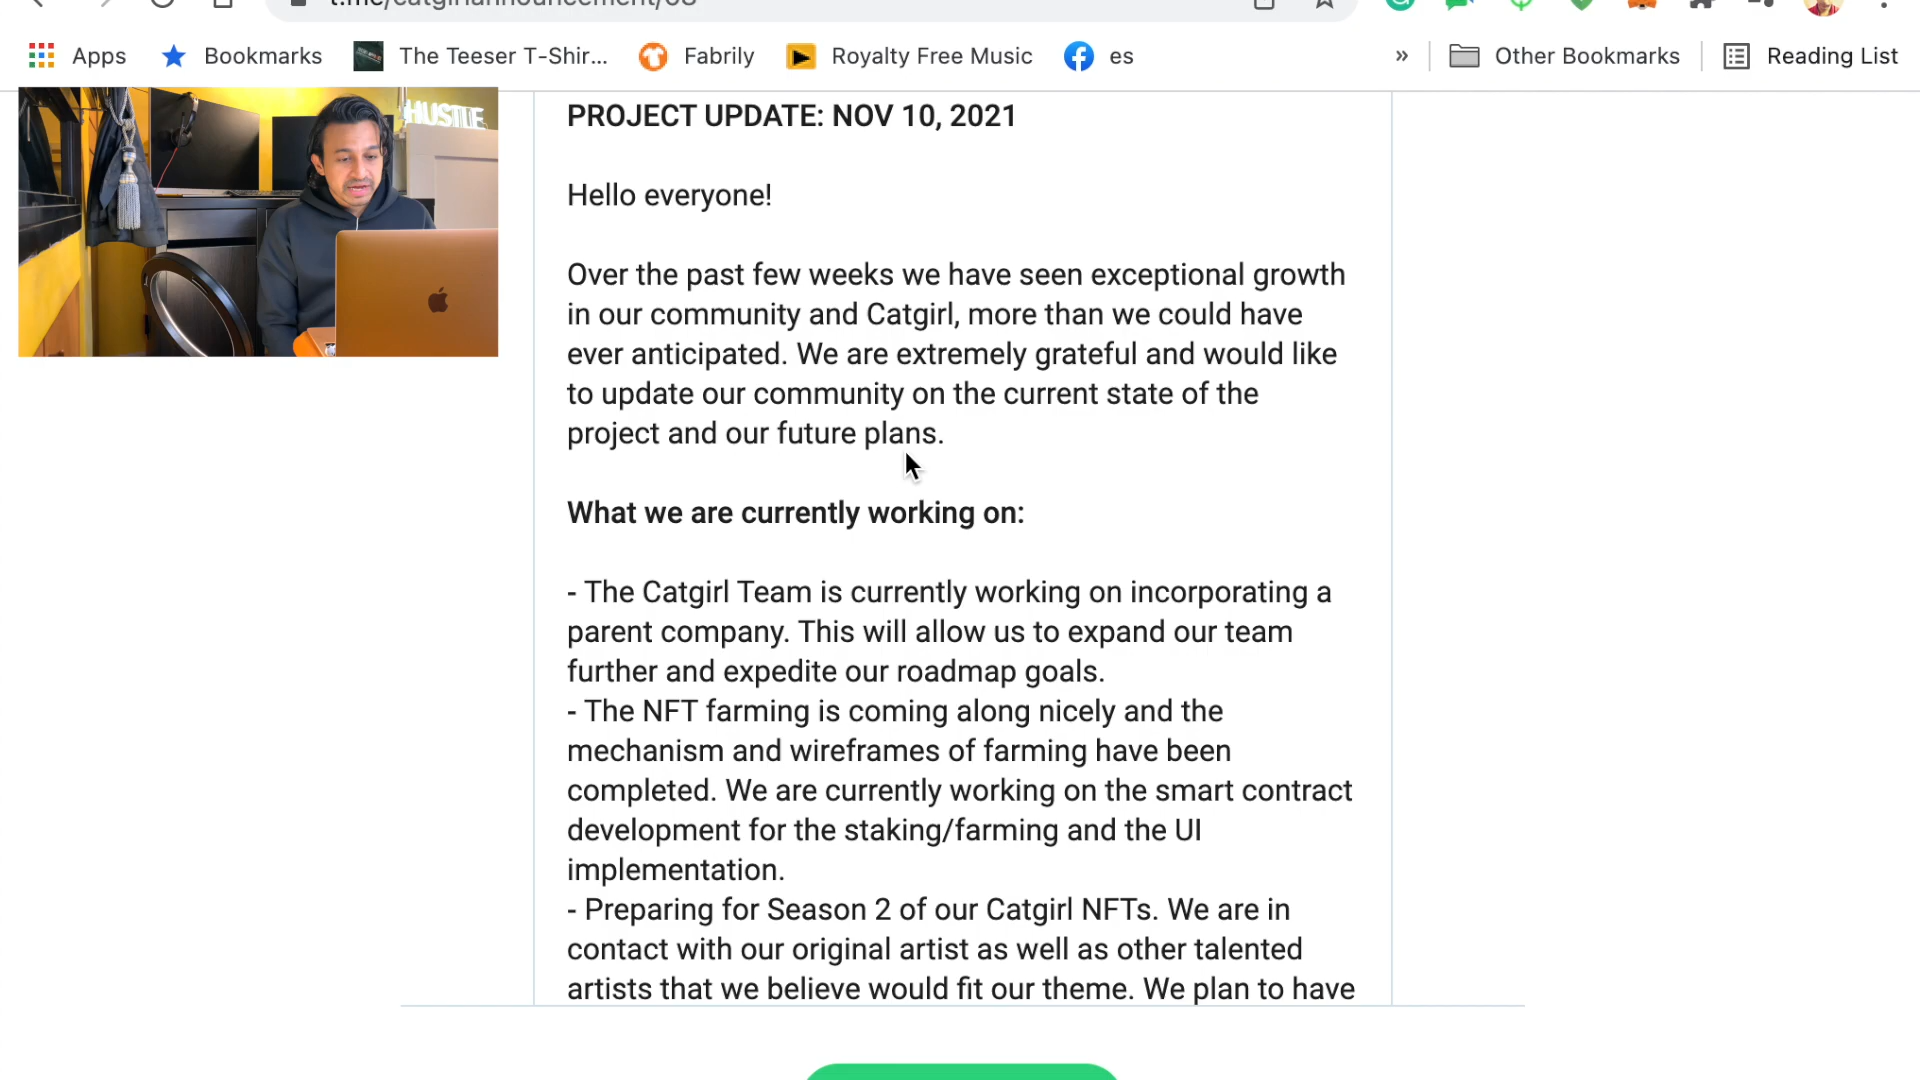 Apps
Bookmarks
The Teeser T-Shir...
Fabrily
Royalty Free Music
es
»
Other Bookmarks
Reading List
HUSTLE
PROJECT UPDATE: NOV 10, 2021
Hello everyone!
Over the past few weeks we have seen exceptional growth
in our community and Catgirl, more than we could have
ever anticipated. We are extremely grateful and would like
to update our community on the current state of the
project and our future plans.
What we are currently working on:
- The Catgirl Team is currently working on incorporating a
parent company. This will allow us to expand our team
further and expedite our roadmap goals.
- The NFT farming is coming along nicely and the
mechanism and wireframes of farming have been
completed. We are currently working on the smart contract
development for the staking/farming and the UI
implementation.
- Preparing for Season 2 of our Catgirl NFTs. We are in
contact with our original artist as well as other talented
artists that we believe would fit our theme. We plan to have